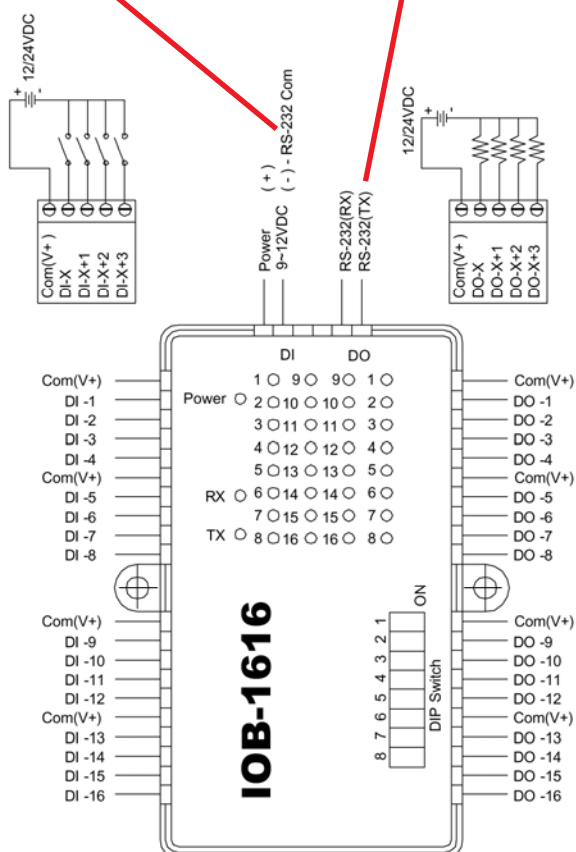 12/24VDC
+ -
Com(V+)
DI-X
DI-X+1
DI-X+2
DI-X+3
Power (+)
9~12VDC (-) - RS-232 Com
RS-232(RX)
RS-232(TX)
12/24VDC
+ -
Com(V+)
DO-X
DO-X+1
DO-X+2
DO-X+3
Com(V+)
DI -1
DI -2
DI -3
DI -4
Com(V+)
DI -5
DI -6
DI -7
DI -8
Com(V+)
DI -9
DI -10
DI -11
DI -12
Com(V+)
DI -13
DI -14
DI -15
DI -16
DI DO
1 9 9 1
Power 2 10 10 2
3 11 11 3
4 12 12 4
5 13 13 5
RX 6 14 14 6
7 15 15 7
TX 8 16 16 8
IOB-1616
ON
1 2 3 4 5 6 7 8
DIP Switch
Com(V+)
DO -1
DO -2
DO -3
DO -4
Com(V+)
DO -5
DO -6
DO -7
DO -8
Com(V+)
DO -9
DO -10
DO -11
DO -12
Com(V+)
DO -13
DO -14
DO -15
DO -16